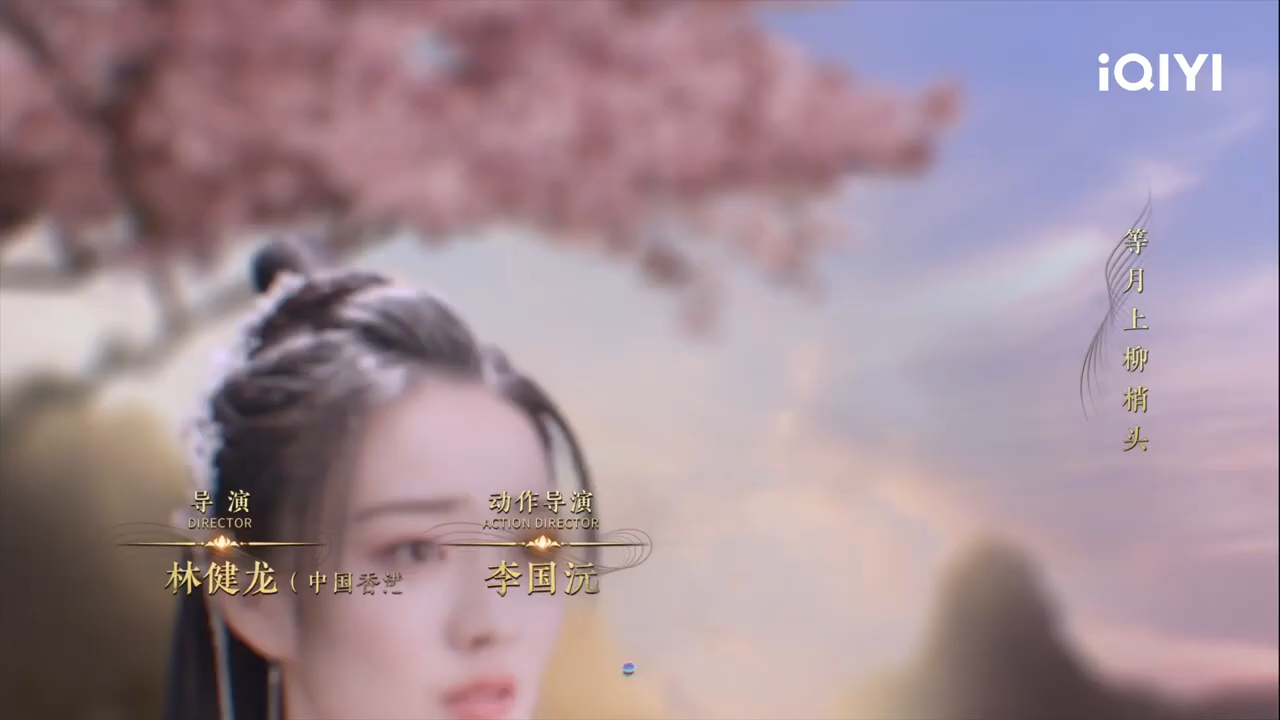 iQIYI
等月上柳梢头
导演
DIRECTOR
林健龙（中国香港
动作导演
ACTION DIRECTOR
李国沅